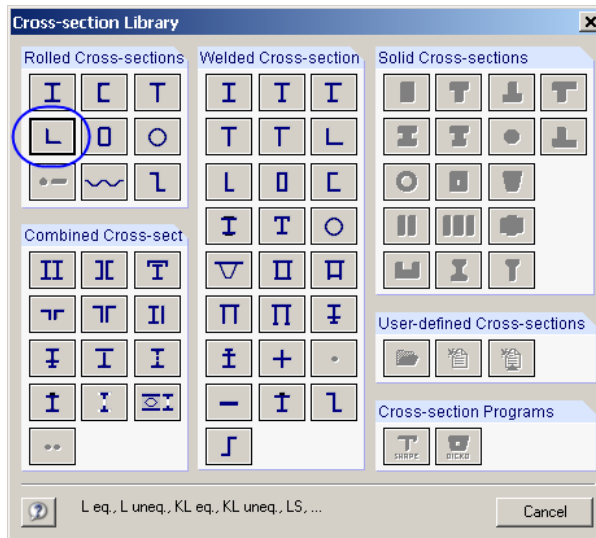 Cross-section Library
Rolled Cross-sections
Welded Cross-section
Solid Cross-sections
Combined Cross-sect
User-defined Cross-sections
Cross-section Programs
SHAPE
DICKQ
L eq., L uneq., KL eq., KL uneq., LS, ...
Cancel